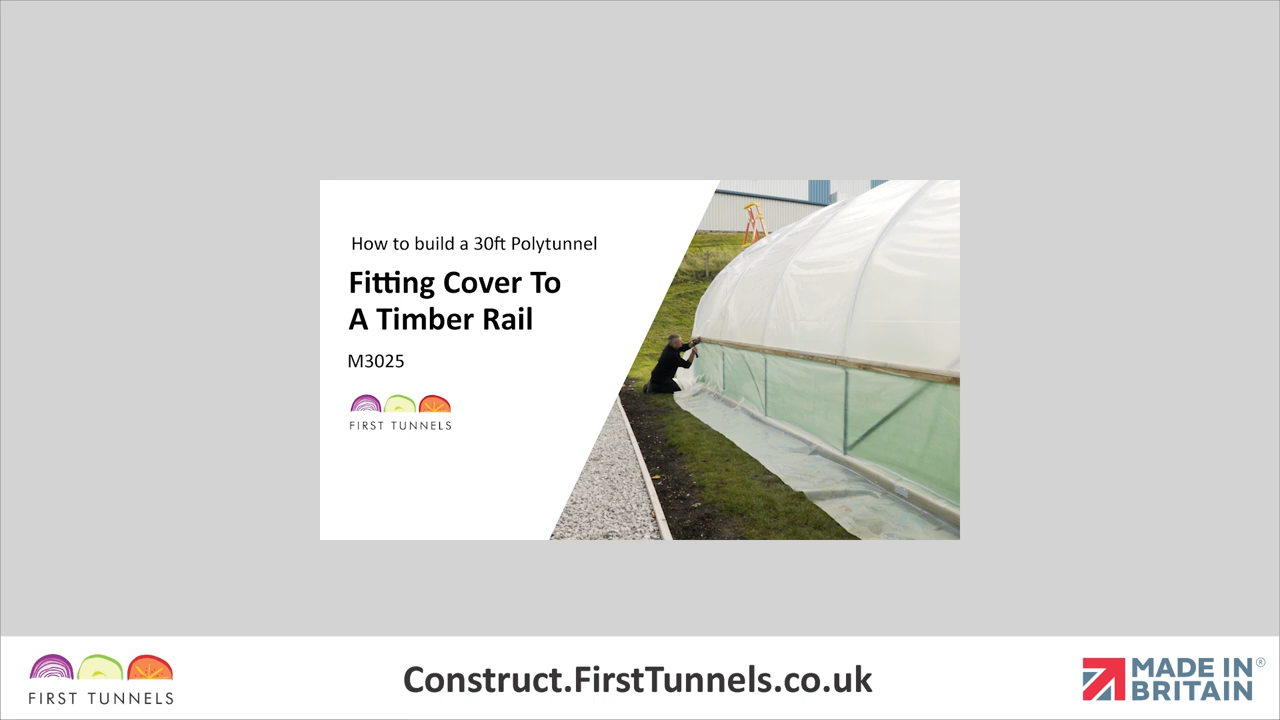 How to build a 30ft Polytunnel
Fitting Cover To
A Timber Rail
M3025
FIRST TUNNELS
FIRST TUNNELS
Construct.FirstTunnels.co.uk
MADE IN®
BRITAIN